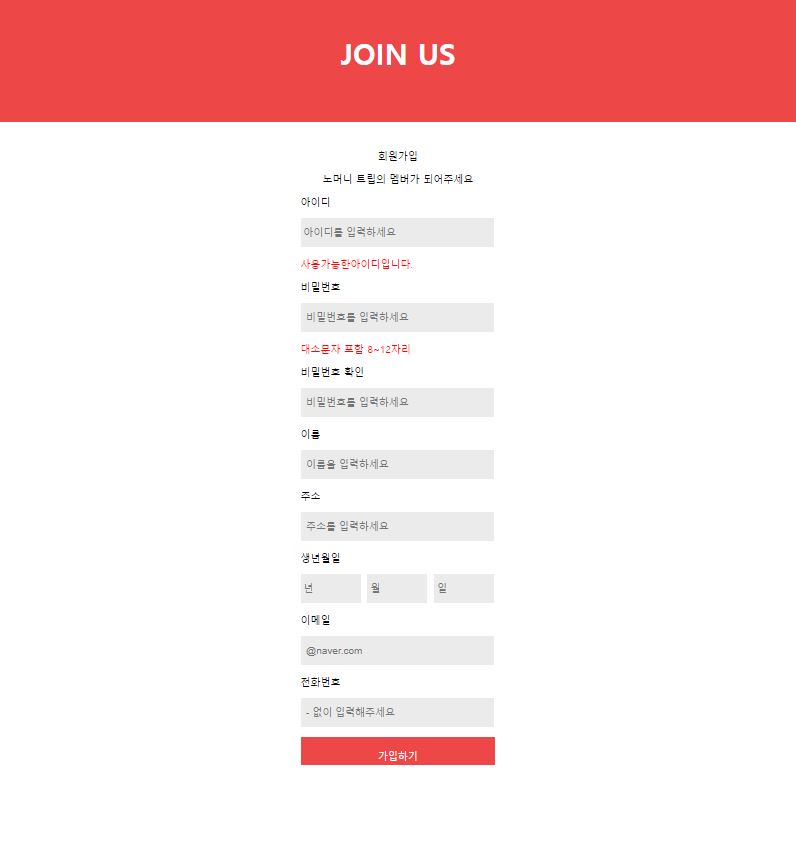 JOIN US
회원가입
노머니 트립의 멤버가 되어주세요
아이디
아이디를 입력하세요
사용가능한아이디입니다.
비밀번호
비밀번호를 입력하세요
대소문자 포함 8~12자리
비밀번호 확인
비밀번호를 입력하세요
이름
이름을 입력하세요
주소
주소를 입력하세요
생년월일
년 월 일
이메일
@naver.com
전화번호
- 없이 입력해주세요
가입하기